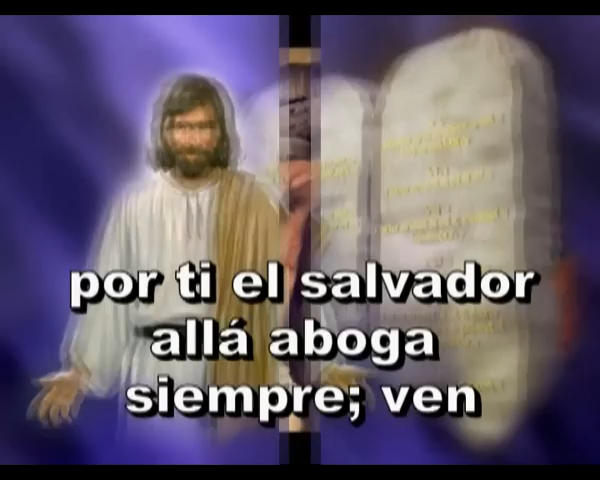 por ti el salvador
allá aboga
siempre; ven